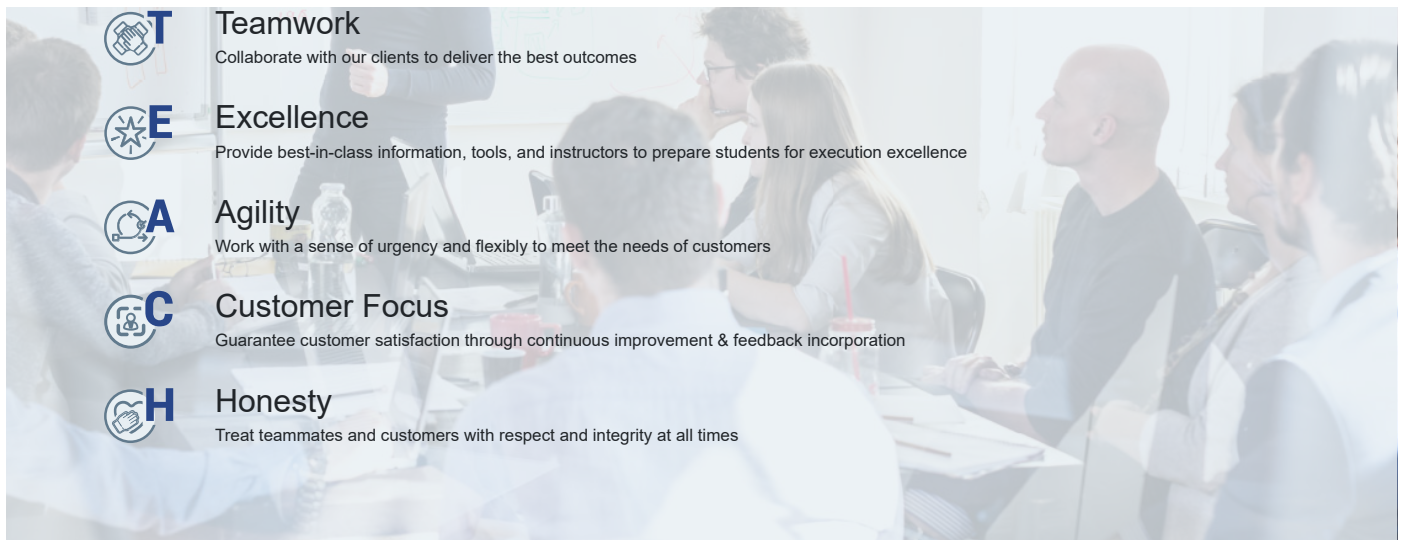 T Teamwork
Collaborate with our clients to deliver the best outcomes
E Excellence
Provide best-in-class information, tools, and instructors to prepare students for execution excellence
A Agility
Work with a sense of urgency and flexibly to meet the needs of customers
C Customer Focus
Guarantee customer satisfaction through continuous improvement & feedback incorporation
H Honesty
Treat teammates and customers with respect and integrity at all times